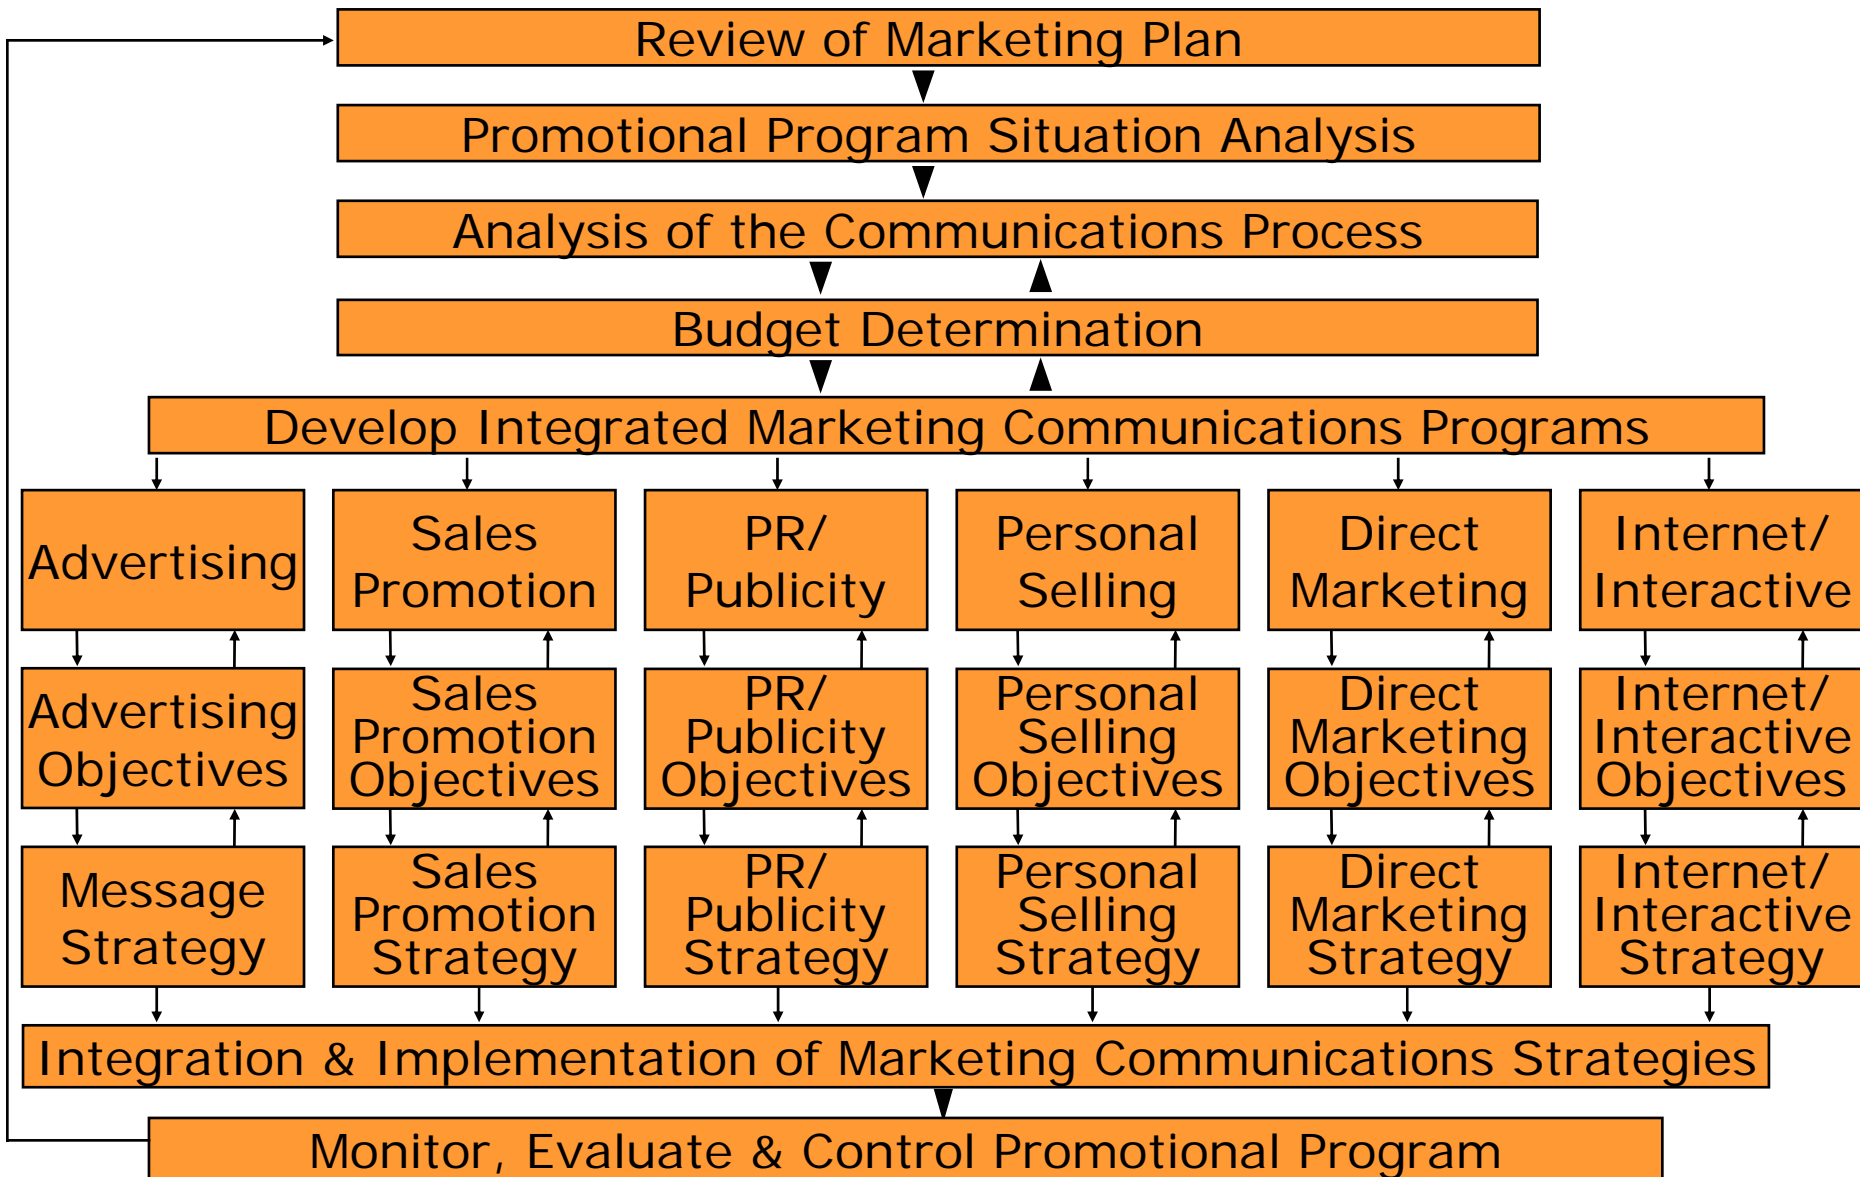 Review of Marketing Plan
Promotional Program Situation Analysis
Analysis of the Communications Process
Budget Determination
Develop Integrated Marketing Communications Programs
Advertising
Sales
Promotion
PR/
Publicity
Personal
Selling
Direct
Marketing
Internet/
Interactive
Advertising
Objectives
Sales
Promotion
Objectives
PR/
Publicity
Objectives
Personal
Selling
Objectives
Direct
Marketing
Objectives
Internet/
Interactive
Objectives
Message
Strategy
Sales
Promotion
Strategy
PR/
Publicity
Strategy
Personal
Selling
Strategy
Direct
Marketing
Strategy
Internet/
Interactive
Strategy
Integration & Implementation of Marketing Communications Strategies
Monitor, Evaluate & Control Promotional Program